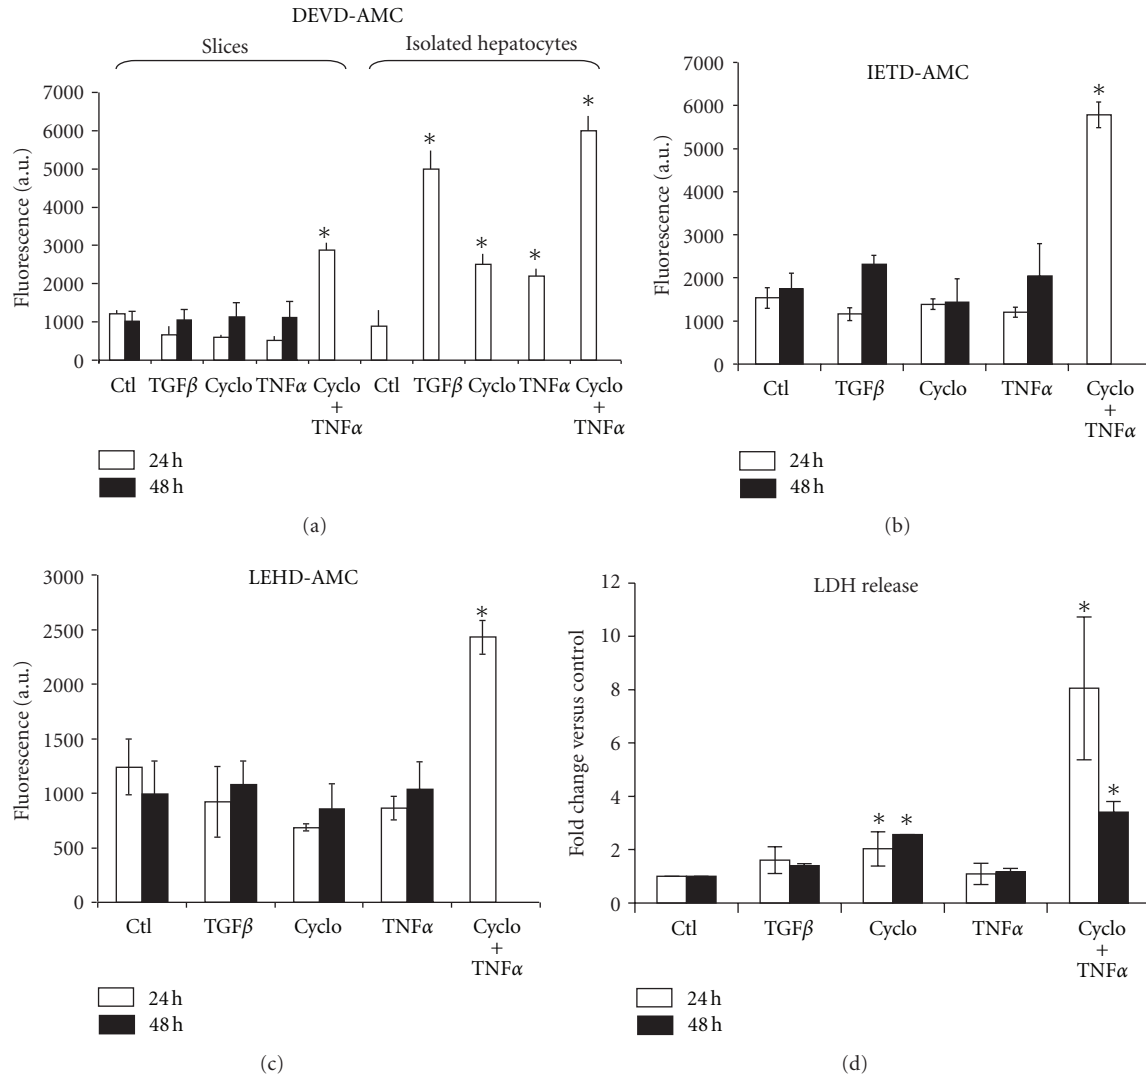 DEVD-AMC
Slices
Isolated hepatocytes
Fluorescence (a.u.)
7000
6000
5000
4000
3000
2000
1000
0
*
*
*
*
*
Ctl TGFβ Cyclo TNFα Cyclo + TNFα Ctl TGFβ Cyclo TNFα Cyclo + TNFα
24 h
48 h
(a)
IETD-AMC
Fluorescence (a.u.)
7000
6000
5000
4000
3000
2000
1000
0
*
Ctl TGFβ Cyclo TNFα Cyclo + TNFα
24 h
48 h
(b)
LEHD-AMC
Fluorescence (a.u.)
3000
2500
2000
1500
1000
500
0
*
Ctl TGFβ Cyclo TNFα Cyclo + TNFα
24 h
48 h
(c)
LDH release
Fold change versus control
12
10
8
6
4
2
0
*
*
*
*
Ctl TGFβ Cyclo TNFα Cyclo + TNFα
24 h
48 h
(d)